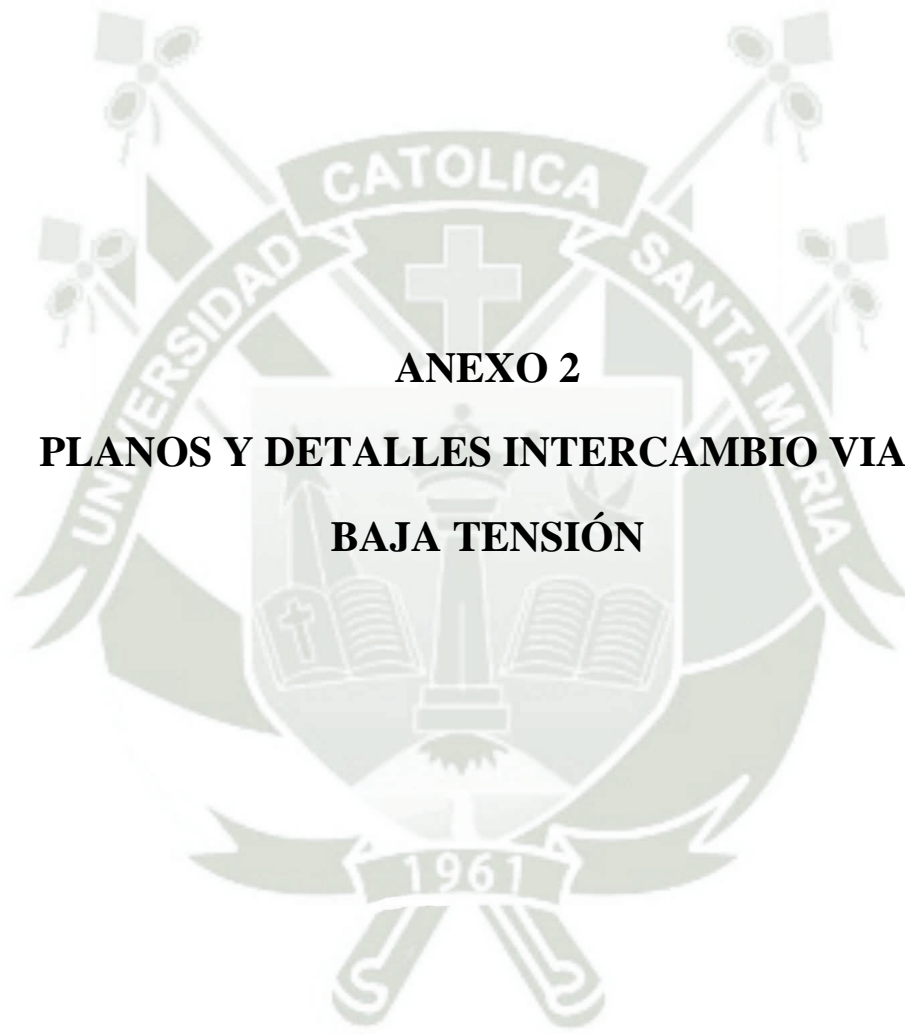 ANEXO 2
PLANOS Y DETALLES INTERCAMBIO VIA
BAJA TENSIÓN
UNIVERSIDAD CATOLICA SANTA MARIA
1961